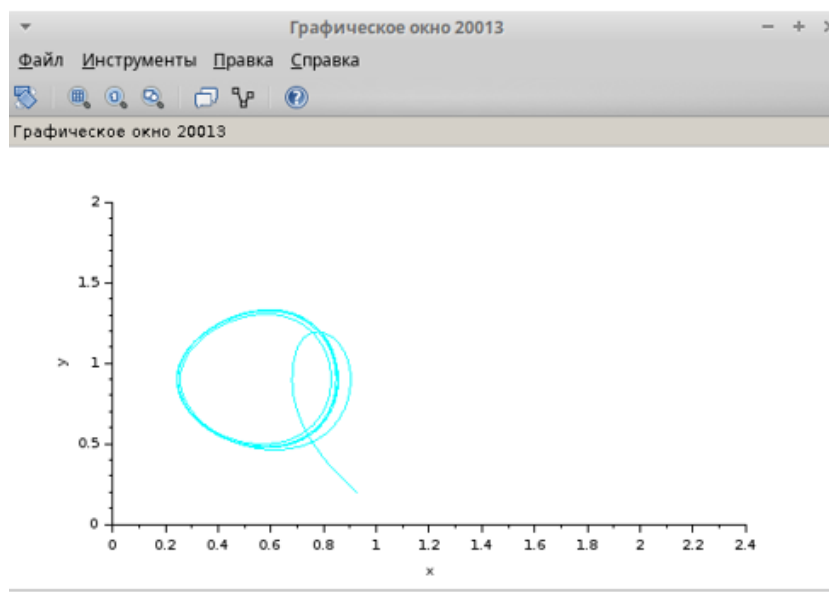 Графическое окно 20013
Файл Инструменты Правка Справка
Графическое окно 20013
2
1.5
y
1
0.5
0
0 0.2 0.4 0.6 0.8 1 1.2 1.4 1.6 1.8 2 2.2 2.4
x